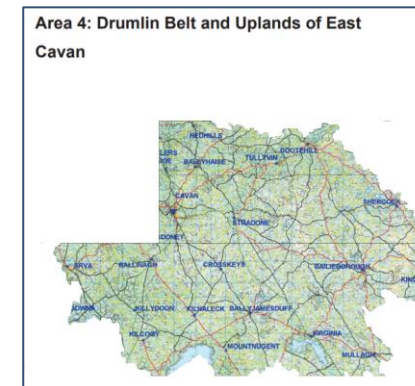 Area 4: Drumlin Belt and Uplands of East
Cavan
REDHILLS
COOTEHILL
BALLYHAISE
TULLYVIN
CAVAN
SHERCOCK
STRADONE
ARVA
BALLINAGH
CROSSKEYS
BAILIEBOROUGH
KILLYDOON
KILNALECK
BALLYJAMESDUFF
KILCOGY
VIRGINIA
MOUNTNUGENT
MULLAGH